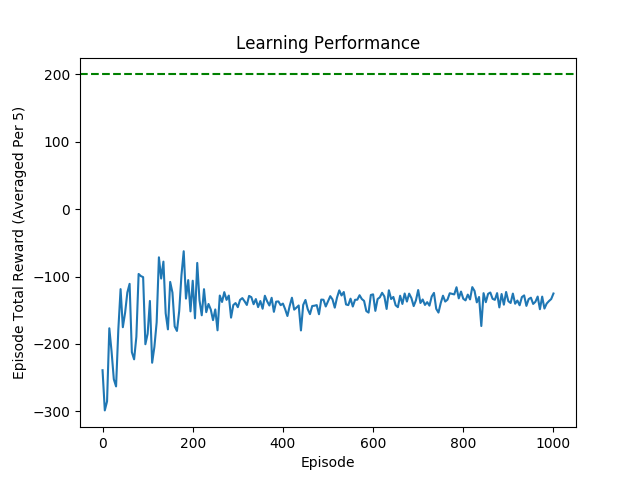 Learning Performance
Episode Total Reward (Averaged Per 5)
200
100
0
−100
−200
−300
0 200 400 600 800 1000
Episode